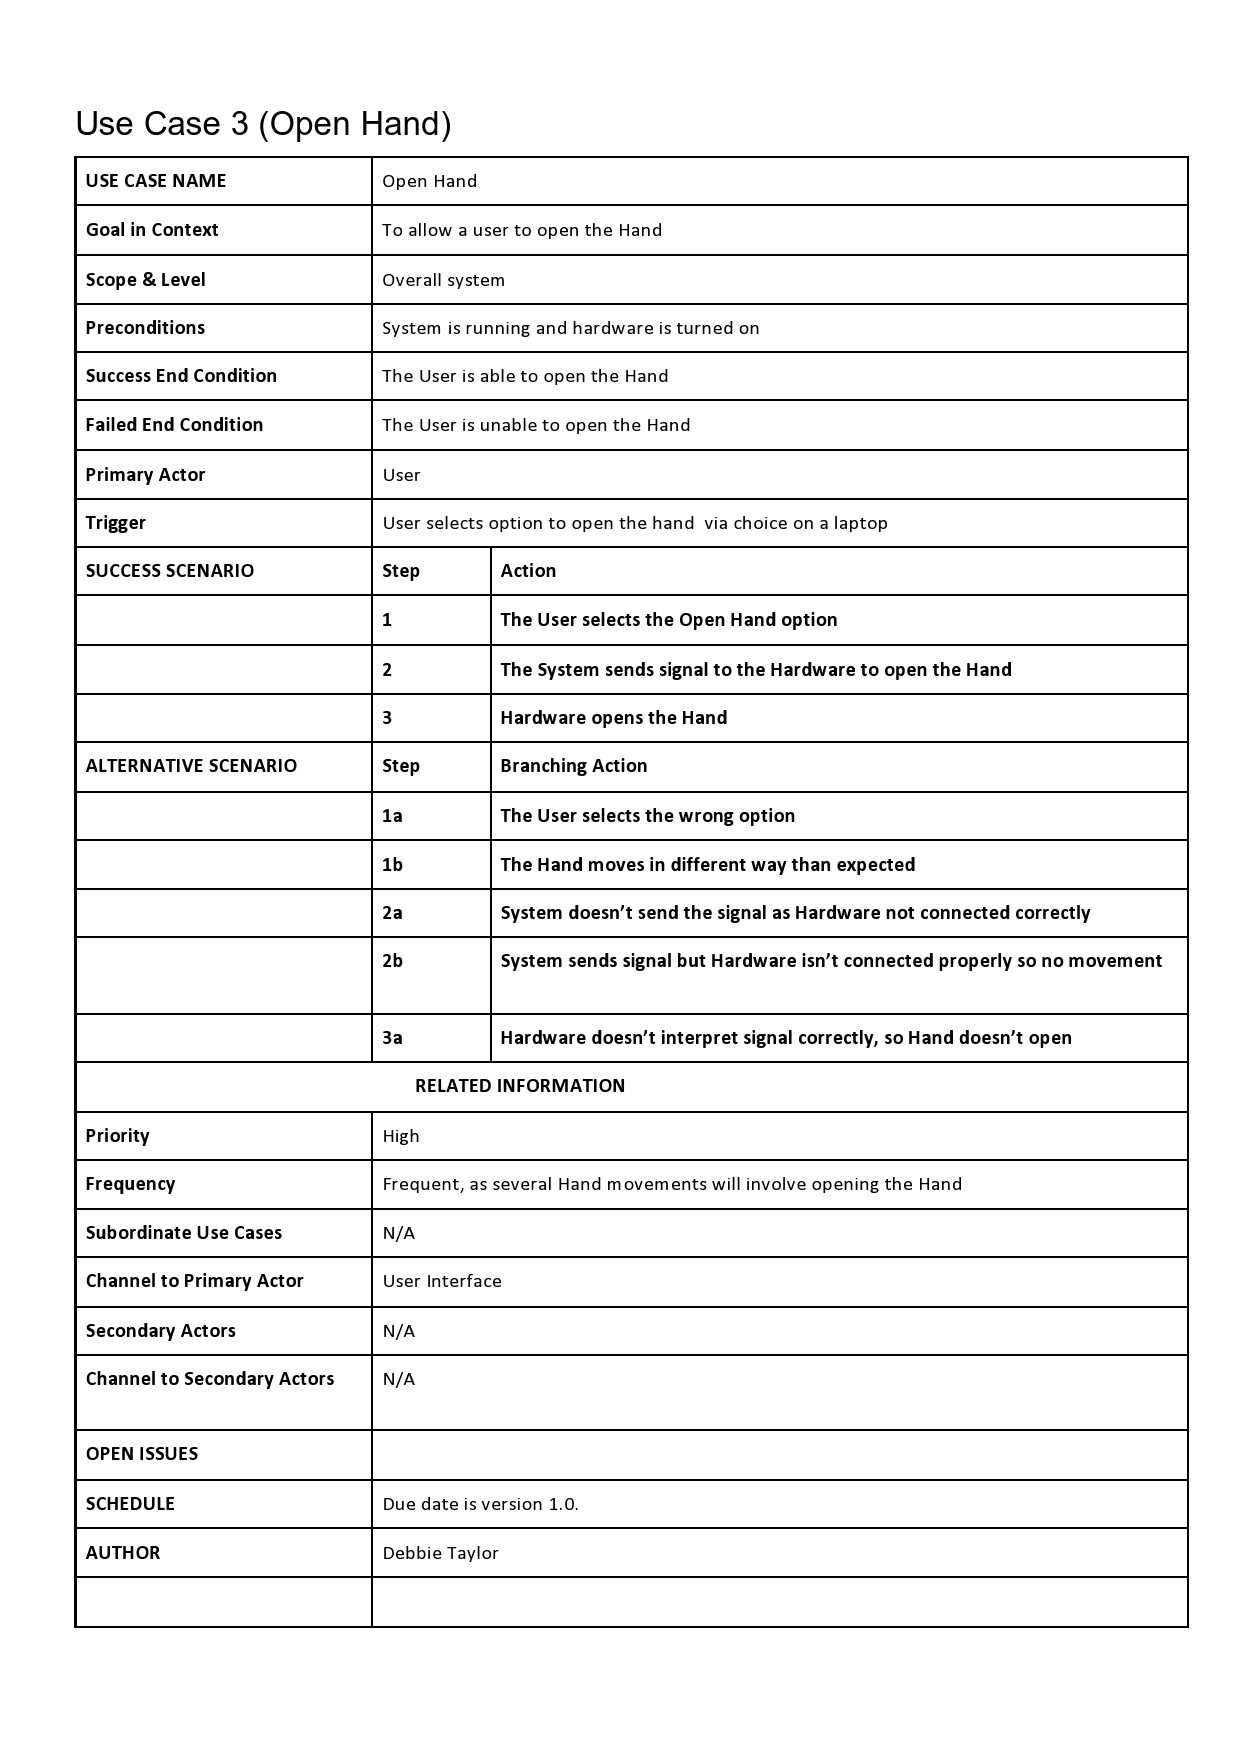 Use Case 3 (Open Hand)
USE CASE NAME Open Hand
Goal in Context To allow a user to open the Hand
Scope & Level Overall system
Preconditions System is running and hardware is turned on
Success End Condition The User is able to open the Hand
Failed End Condition The User is unable to open the Hand
Primary Actor User
Trigger User selects option to open the hand  via choice on a laptop
SUCCESS SCENARIO Step Action
1 The User selects the Open Hand option
2 The System sends signal to the Hardware to open the Hand
3 Hardware opens the Hand
ALTERNATIVE SCENARIO Step Branching Action
1a The User selects the wrong option
1b The Hand moves in different way than expected
2a System doesn’t send the signal as Hardware not connected correctly
2b System sends signal but Hardware isn’t connected properly so no movement
3a Hardware doesn’t interpret signal correctly, so Hand doesn’t open
RELATED INFORMATION
Priority High
Frequency Frequent, as several Hand movements will involve opening the Hand
Subordinate Use Cases N/A
Channel to Primary Actor User Interface
Secondary Actors N/A
Channel to Secondary Actors N/A
OPEN ISSUES
SCHEDULE Due date is version 1.0.
AUTHOR Debbie Taylor